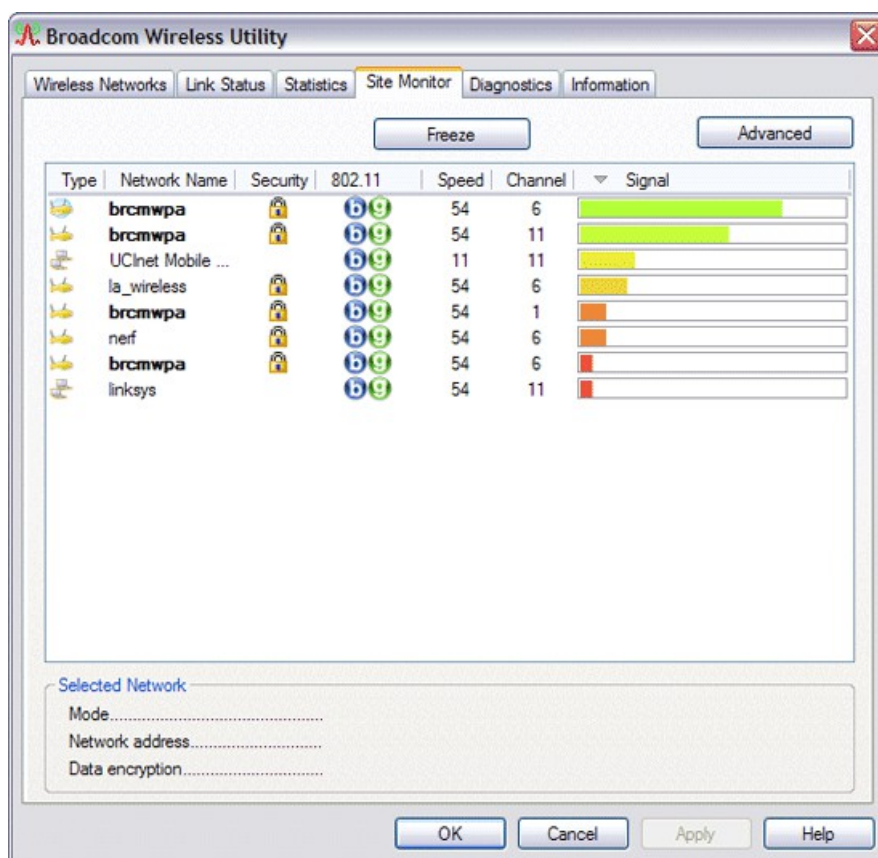 Broadcom Wireless Utility
Wireless Networks Link Status Statistics Site Monitor Diagnostics Information
Freeze Advanced
Type Network Name Security 802.11 Speed Channel Signal
brcmwpa b g 54 6
brcmwpa b g 54 11
UCInet Mobile ... b g 11 11
la_wireless b g 54 6
brcmwpa b g 54 1
nerf b g 54 6
brcmwpa b g 54 6
linksys b g 54 11
Selected Network
Mode.................................................
Network address..............................
Data encryption................................
OK Cancel Apply Help